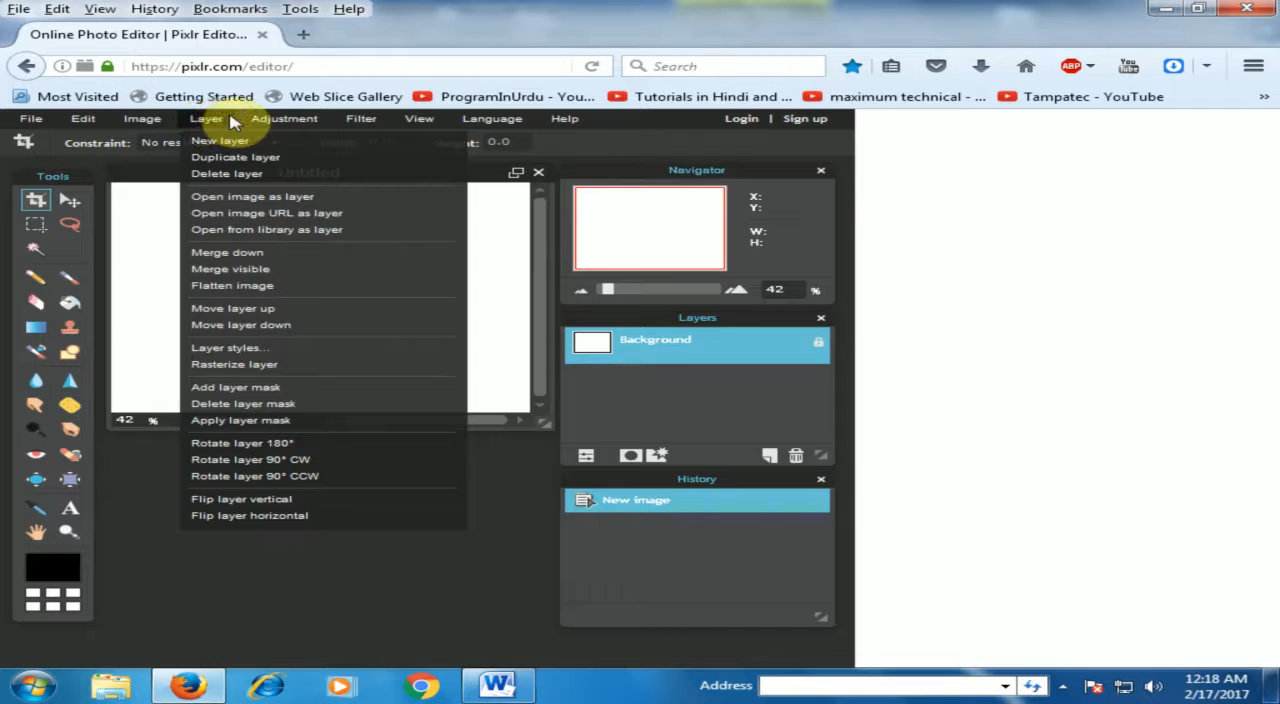 File Edit View History Bookmarks Tools Help
Online Photo Editor | Pixlr Edito...
https://pixlr.com/editor/
Search
ABP
You Tube
Most Visited Getting Started Web Slice Gallery ProgramInUrdu - You... Tutorials in Hindi and ... maximum technical - ... Tampatec - YouTube »
File Edit Image Layer Adjustment Filter View Language Help Login | Sign up
Constraint: No res 0.0
Tools
New layer
Duplicate layer
Delete layer
Open image as layer
Open image URL as layer
Open from library as layer
Merge down
Merge visible
Flatten image
Move layer up
Move layer down
Layer styles...
Rasterize layer
Add layer mask
Delete layer mask
Apply layer mask
Rotate layer 180°
Rotate layer 90° CW
Rotate layer 90° CCW
Flip layer vertical
Flip layer horizontal
Untitled
42 %
A
Navigator
X:
Y:
W:
H:
42 %
Layers
Background
History
New image
W
Address
12:18 AM
2/17/2017